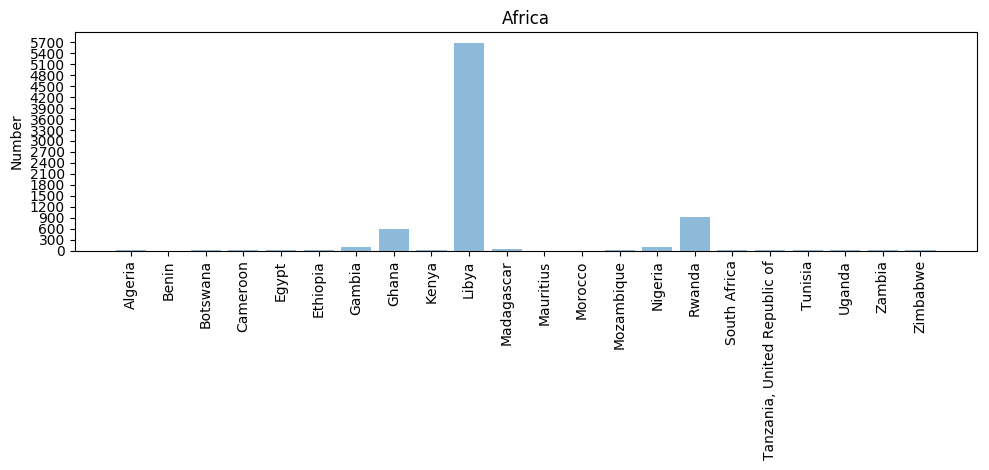 Africa
Number
5700
5400
5100
4800
4500
4200
3900
3600
3300
3000
2700
2400
2100
1800
1500
1200
900
600
300
0
Algeria
Benin
Botswana
Cameroon
Egypt
Ethiopia
Gambia
Ghana
Kenya
Libya
Madagascar
Mauritius
Morocco
Mozambique
Nigeria
Rwanda
South Africa
Tanzania, United Republic of
Tunisia
Uganda
Zambia
Zimbabwe